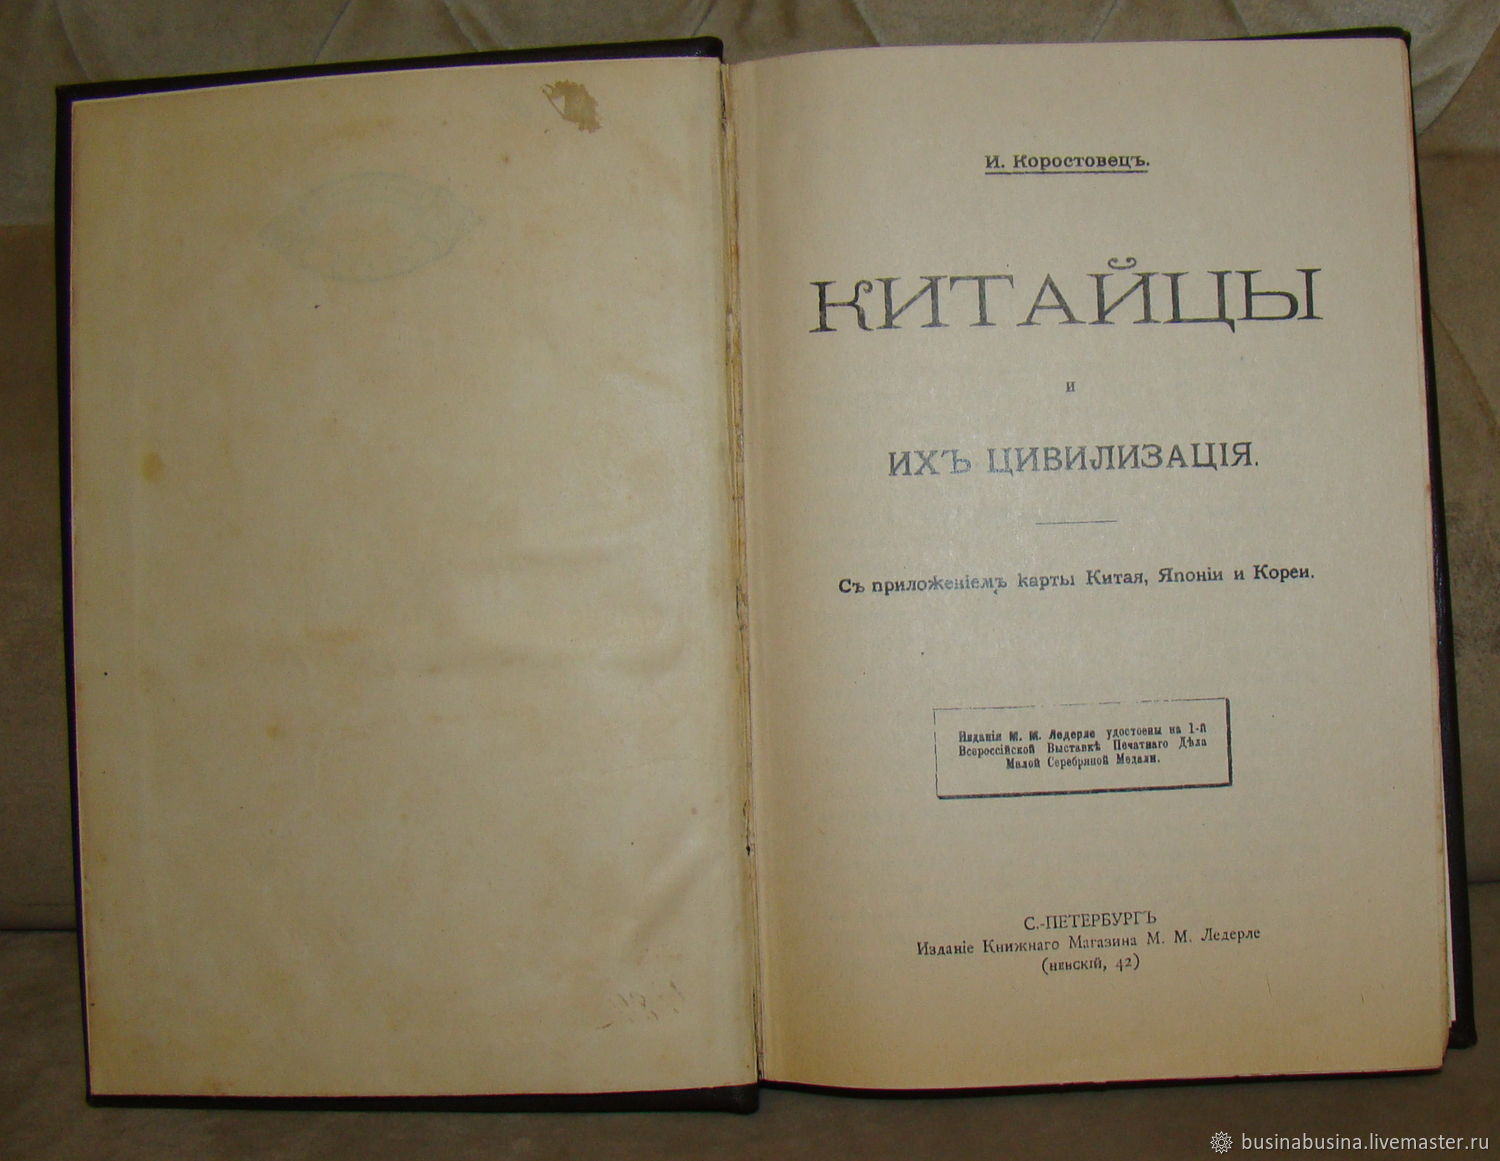 И. Коростовецъ.
КИТАЙЦЫ
и
ИХЪ ЦИВИЛИЗАЦІЯ.
Съ приложеніемъ карты Китая, Японіи и Кореи.
Изданія М. М. Ледерле удостоены на 1-й
Всероссійской Выставкѣ Печатнаго Дѣла
Малой Серебряной Медали.
С.-ПЕТЕРБУРГЪ
Изданіе Книжнаго Магазина М. М. Ледерле
(невскій, 42)
businabusina.livemaster.ru